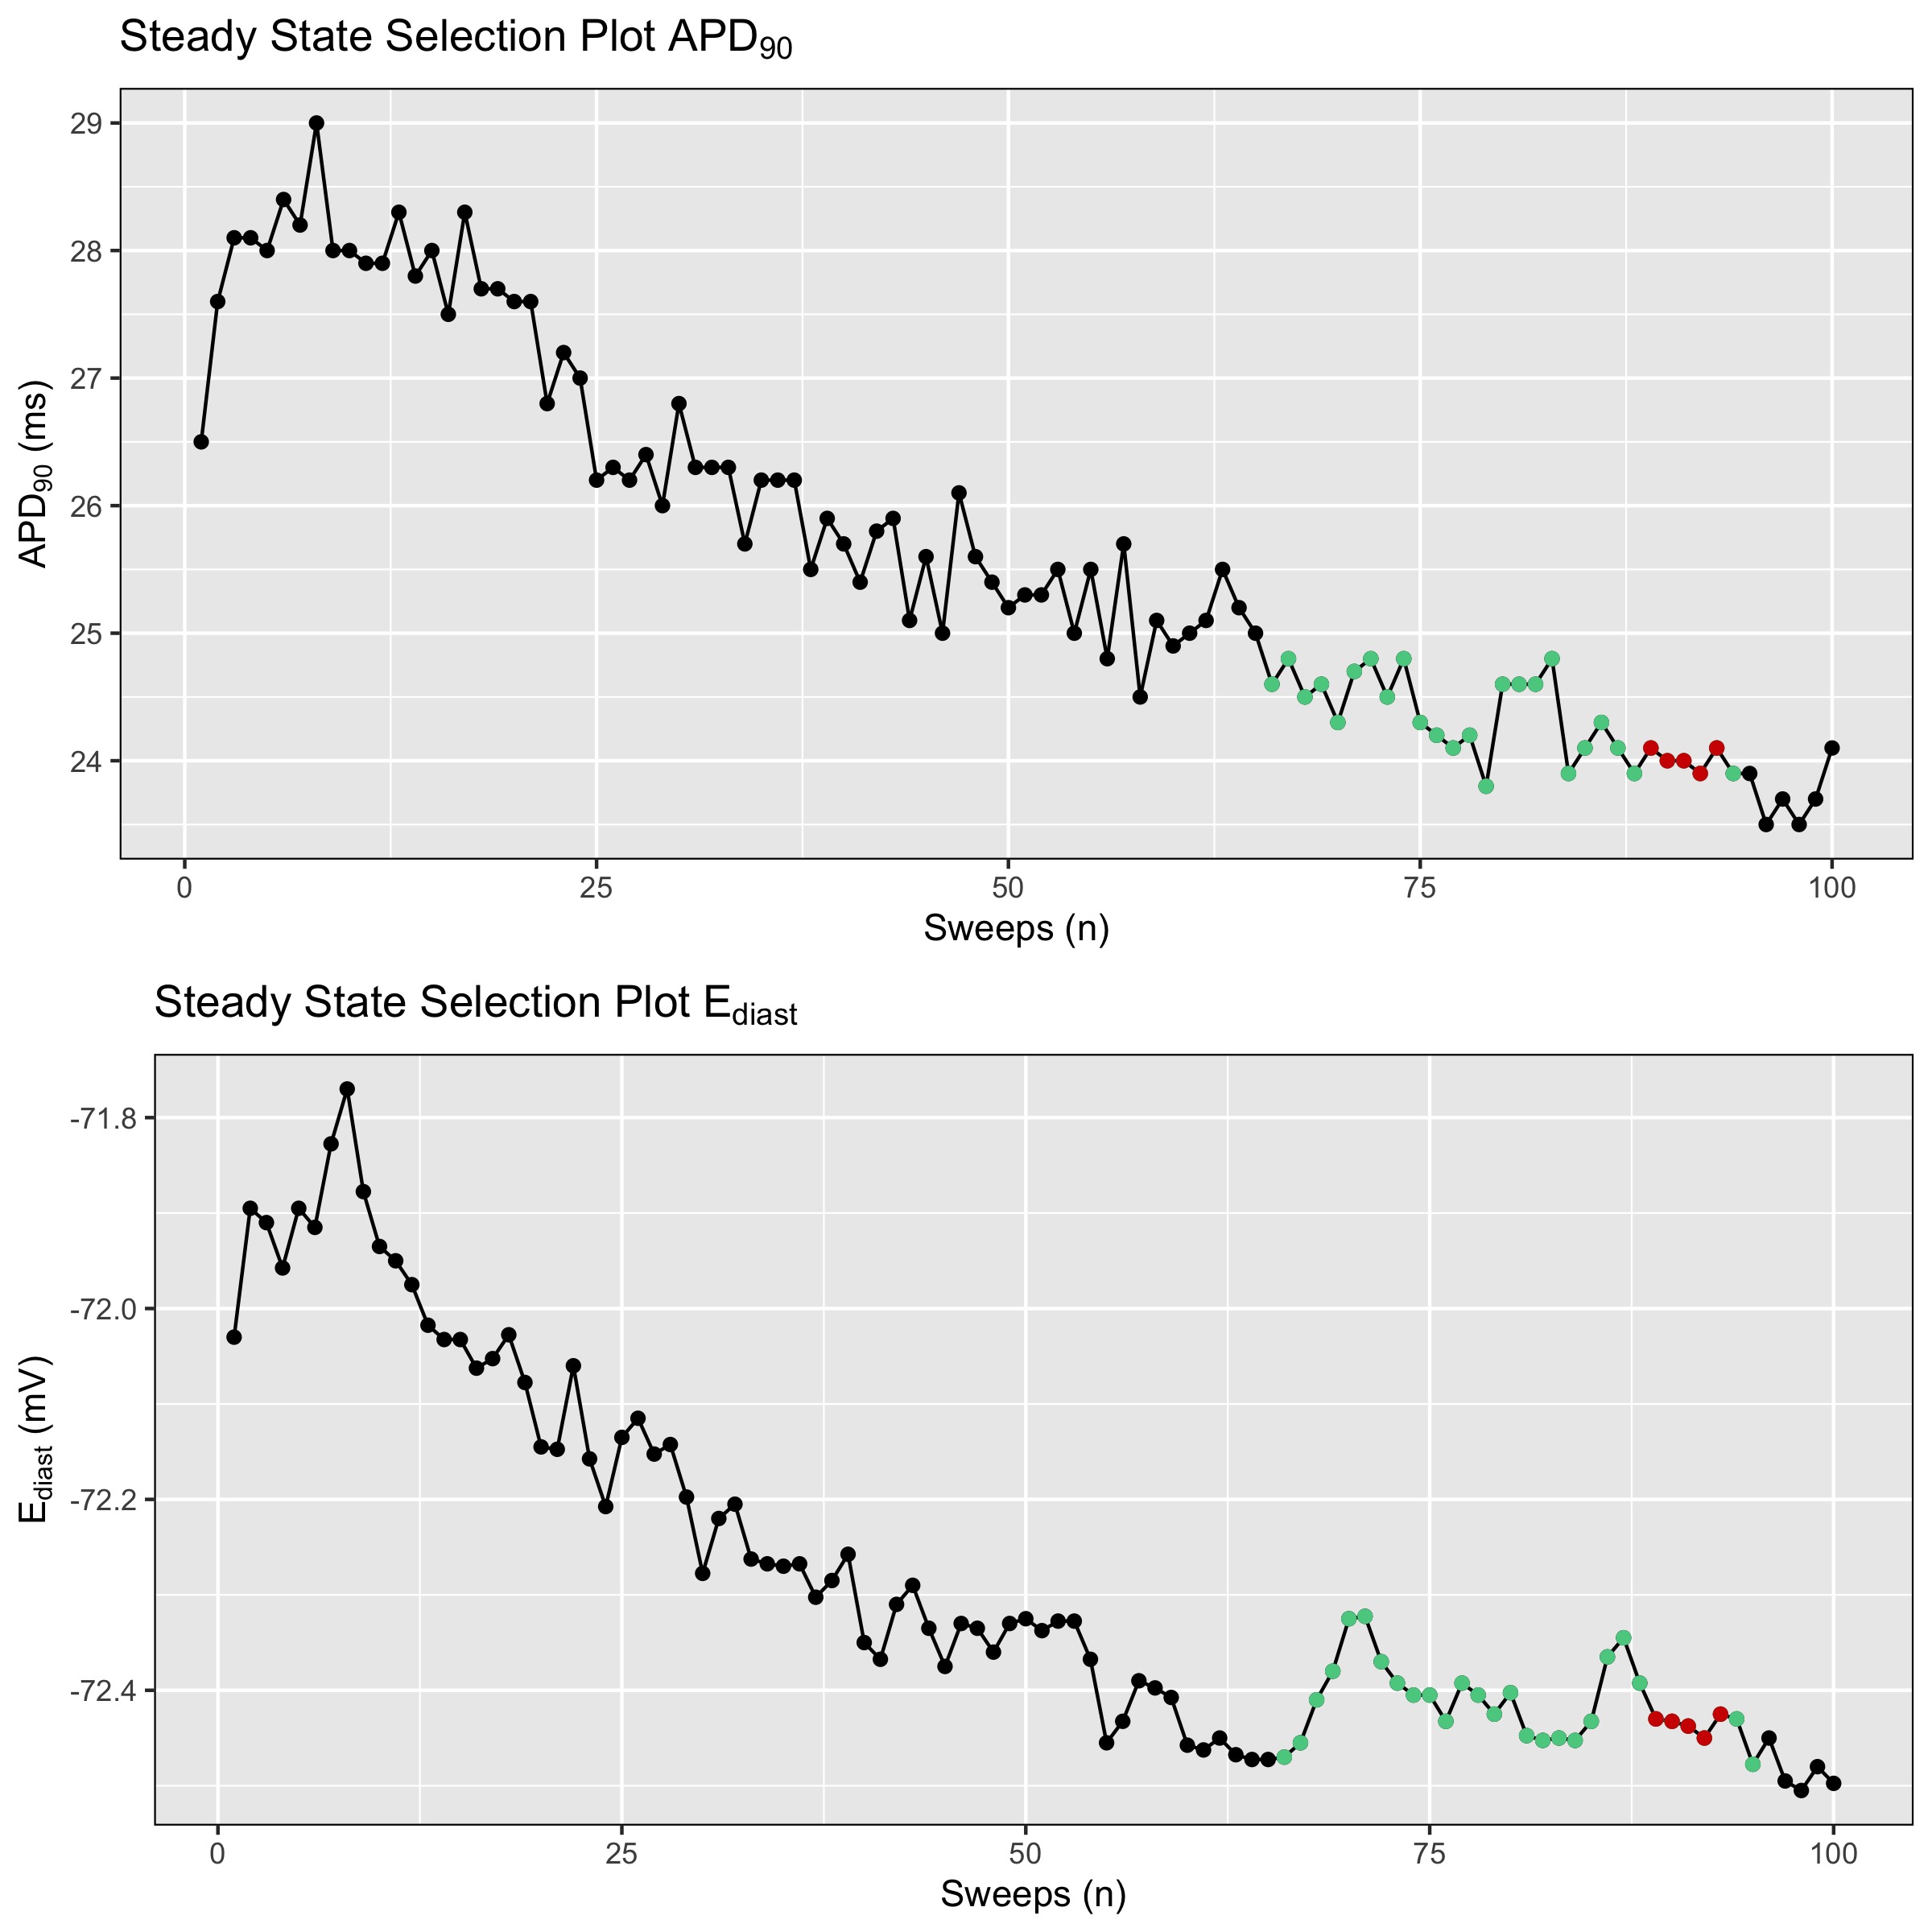 Steady State Selection Plot APD90
29
28
27
26
25
24
APD90 (ms)
0 25 50 75 100
Sweeps (n)
Steady State Selection Plot Ediast
-71.8
-72.0
-72.2
-72.4
Ediast (mV)
0 25 50 75 100
Sweeps (n)